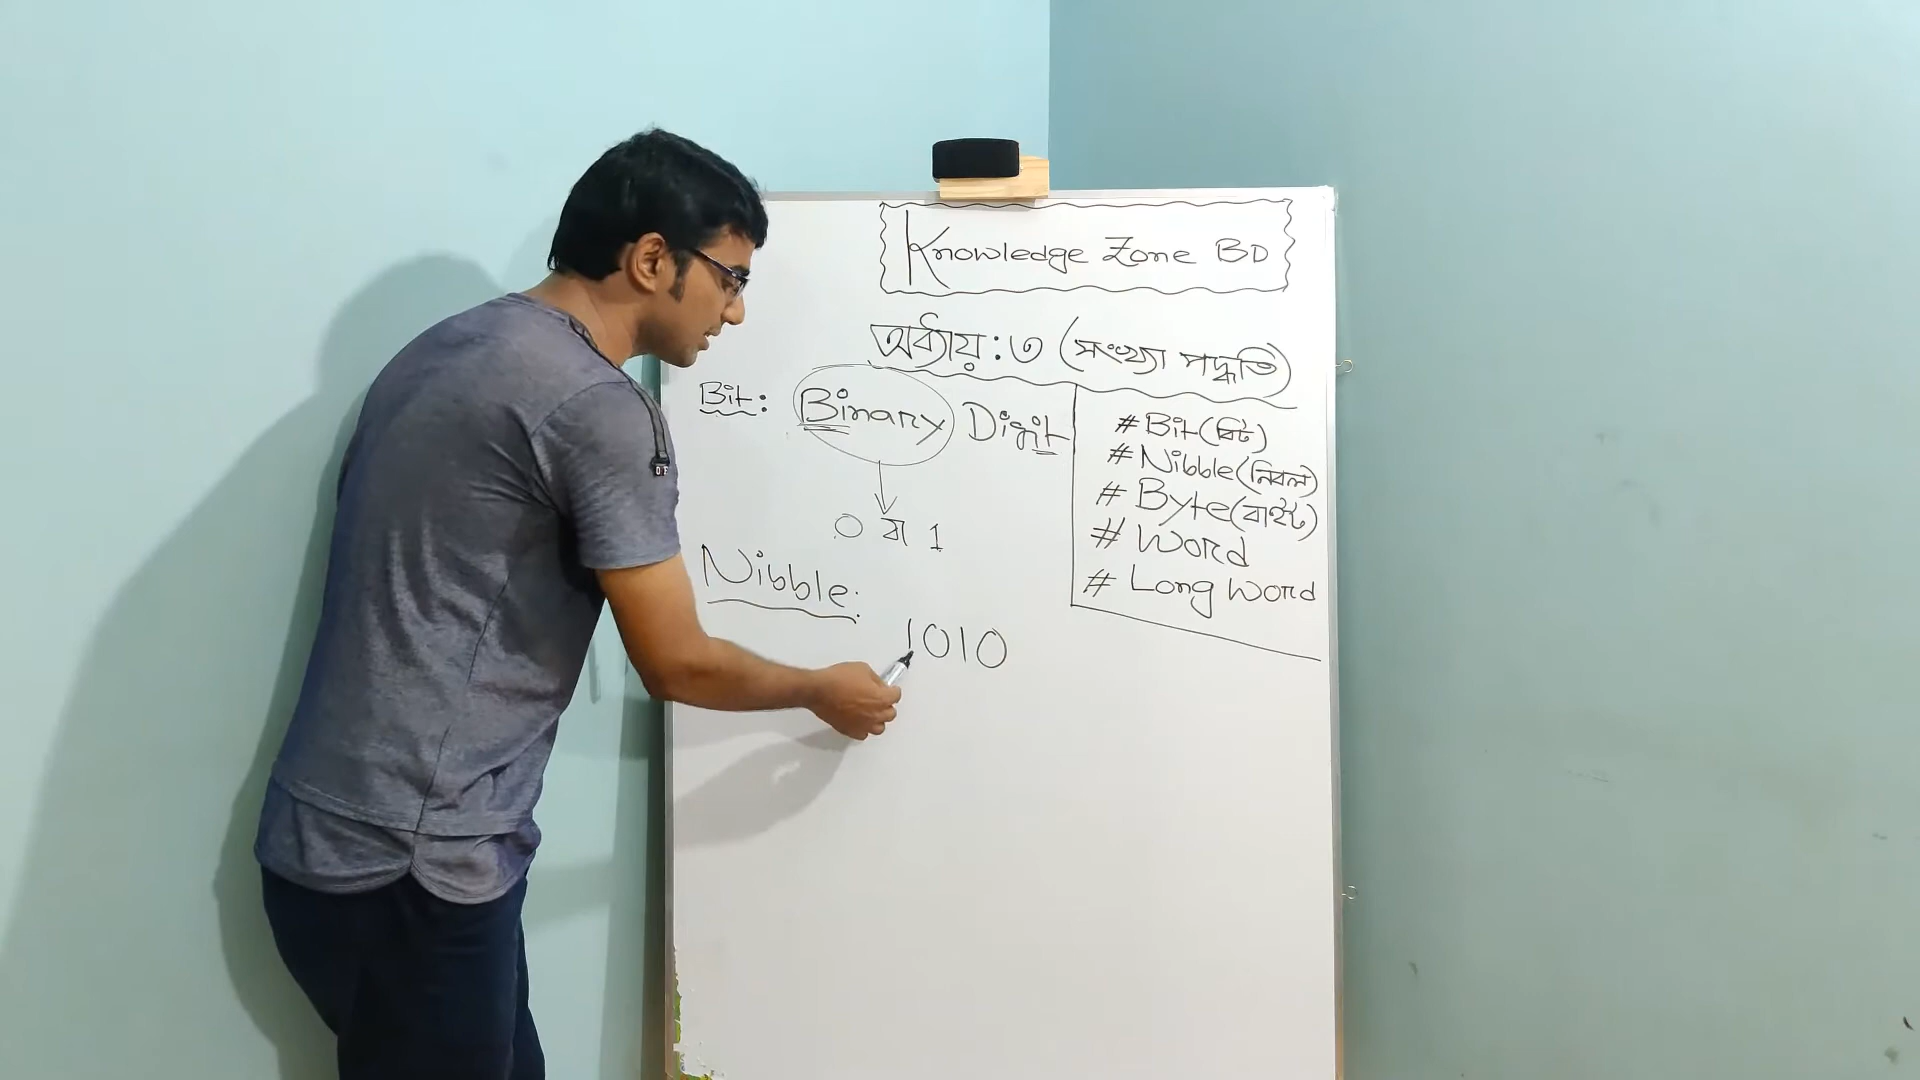 Knowledge Zone BD
অধ্যায় : ৩ (সংখ্যা পদ্ধতি)
Bit: Binary Digit
0 বা 1
Nibble:
1010
# Bit (বিট)
# Nibble (নিবল)
# Byte (বাইট)
# Word
# Long Word